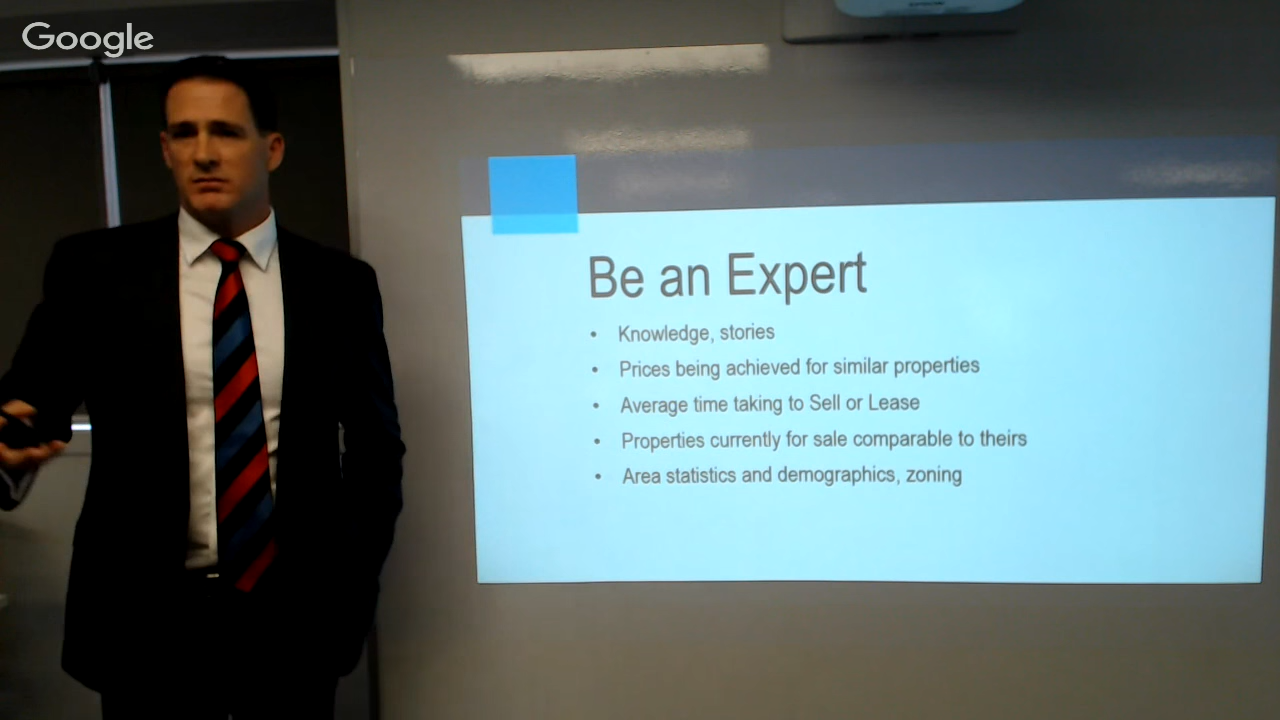 Google
EPSON
Be an Expert
• Knowledge, stories
• Prices being achieved for similar properties
• Average time taking to Sell or Lease
• Properties currently for sale comparable to theirs
• Area statistics and demographics, zoning